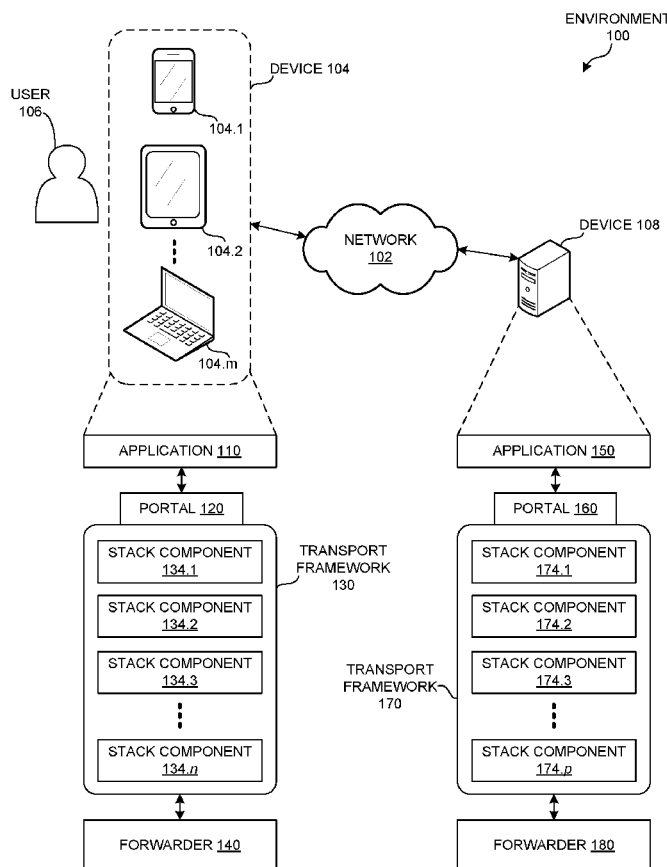 ENVIRONMENT
100
USER
106
DEVICE 104
104.1
104.2
104.m
NETWORK
102
DEVICE 108
APPLICATION 110
PORTAL 120
STACK COMPONENT
134.1
STACK COMPONENT
134.2
STACK COMPONENT
134.3
STACK COMPONENT
134.n
TRANSPORT
FRAMEWORK
130
FORWARDER 140
APPLICATION 150
PORTAL 160
STACK COMPONENT
174.1
STACK COMPONENT
174.2
STACK COMPONENT
174.3
STACK COMPONENT
174.p
TRANSPORT
FRAMEWORK
170
FORWARDER 180